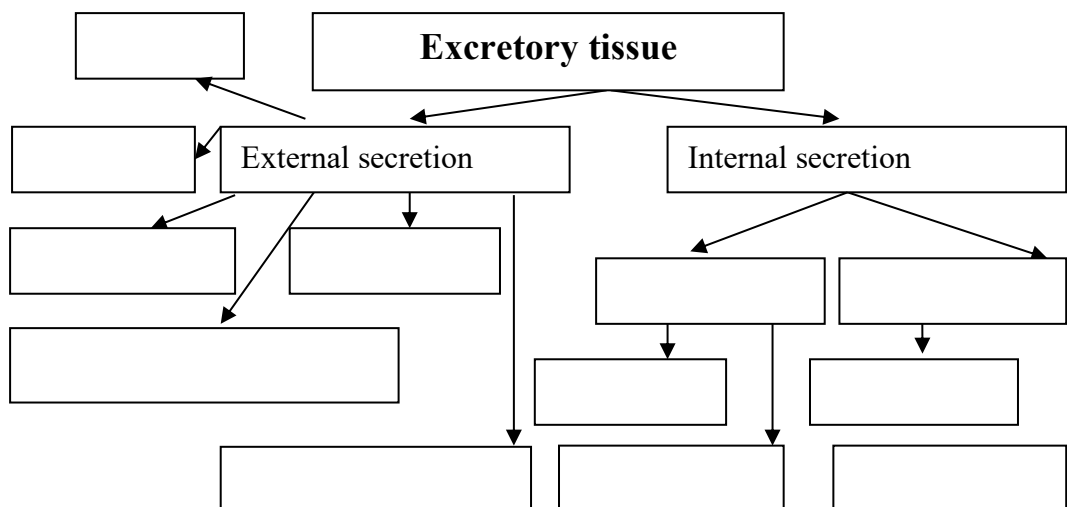 Excretory tissue
External secretion
Internal secretion